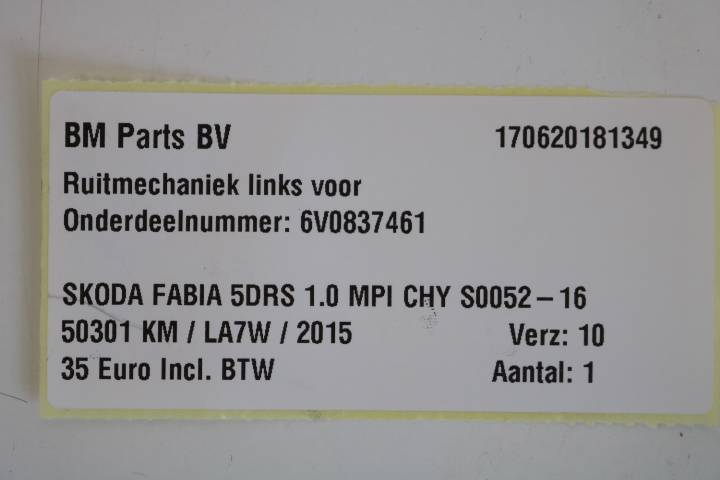 BM Parts BV 170620181349
Ruitmechaniek links voor
Onderdeelnummer: 6V0837461
SKODA FABIA 5DRS 1.0 MPI CHY S0052-16
50301 KM / LA7W / 2015 Verz: 10
35 Euro Incl. BTW Aantal: 1